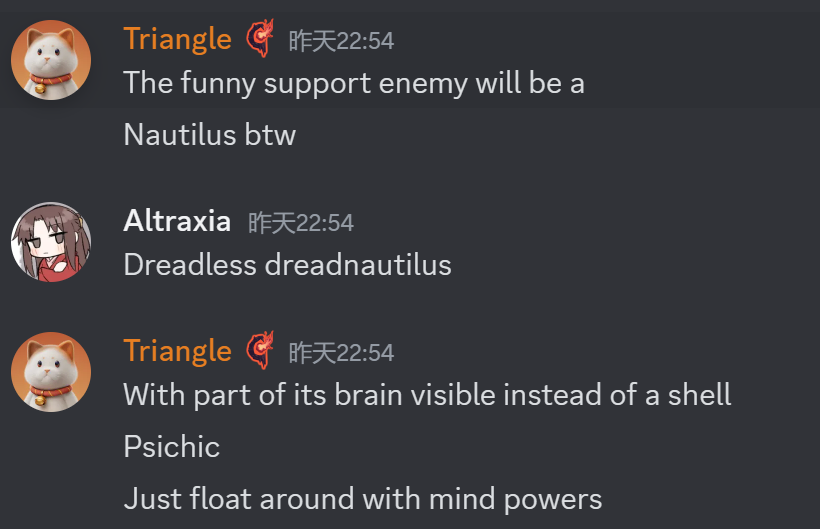 Triangle 昨天22:54
The funny support enemy will be a
Nautilus btw
Altraxia 昨天22:54
Dreadless dreadnautilus
Triangle 昨天22:54
With part of its brain visible instead of a shell
Psichic
Just float around with mind powers